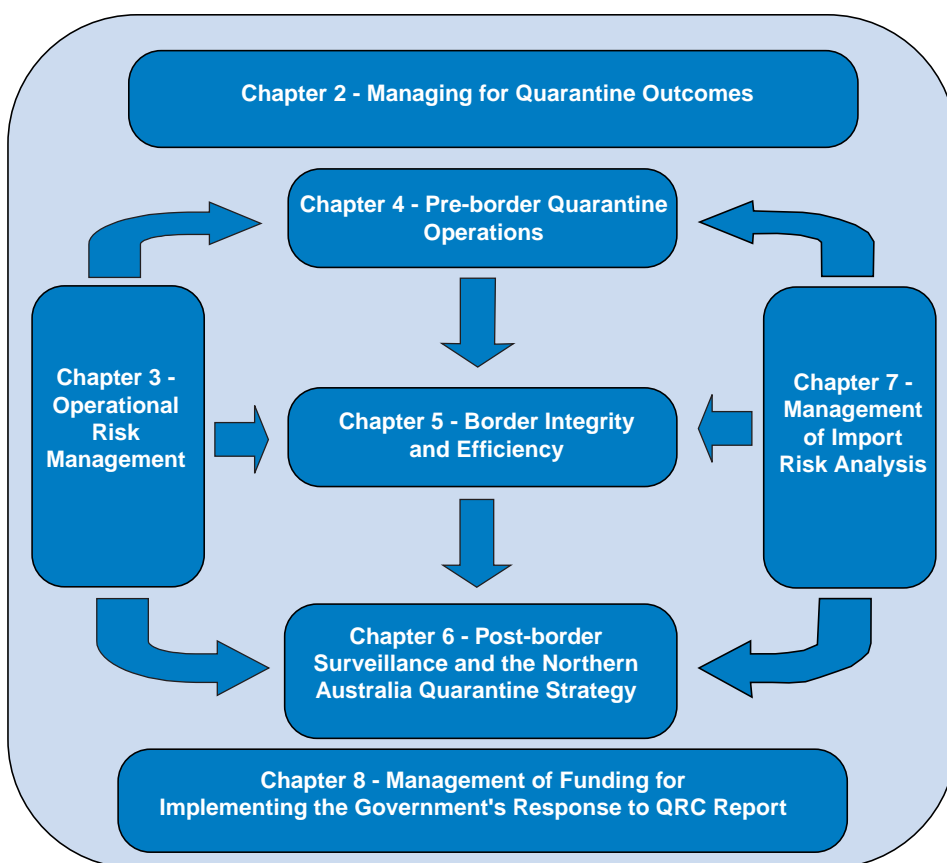 Chapter 2 - Managing for Quarantine Outcomes
Chapter 4 - Pre-border Quarantine
Operations
Chapter 3 -
Operational
Risk
Management
Chapter 5 - Border Integrity
and Efficiency
Chapter 7 -
Management
of Import
Risk Analysis
Chapter 6 - Post-border
Surveillance and the Northern
Australia Quarantine Strategy
Chapter 8 - Management of Funding for
Implementing the Government's Response to QRC Report